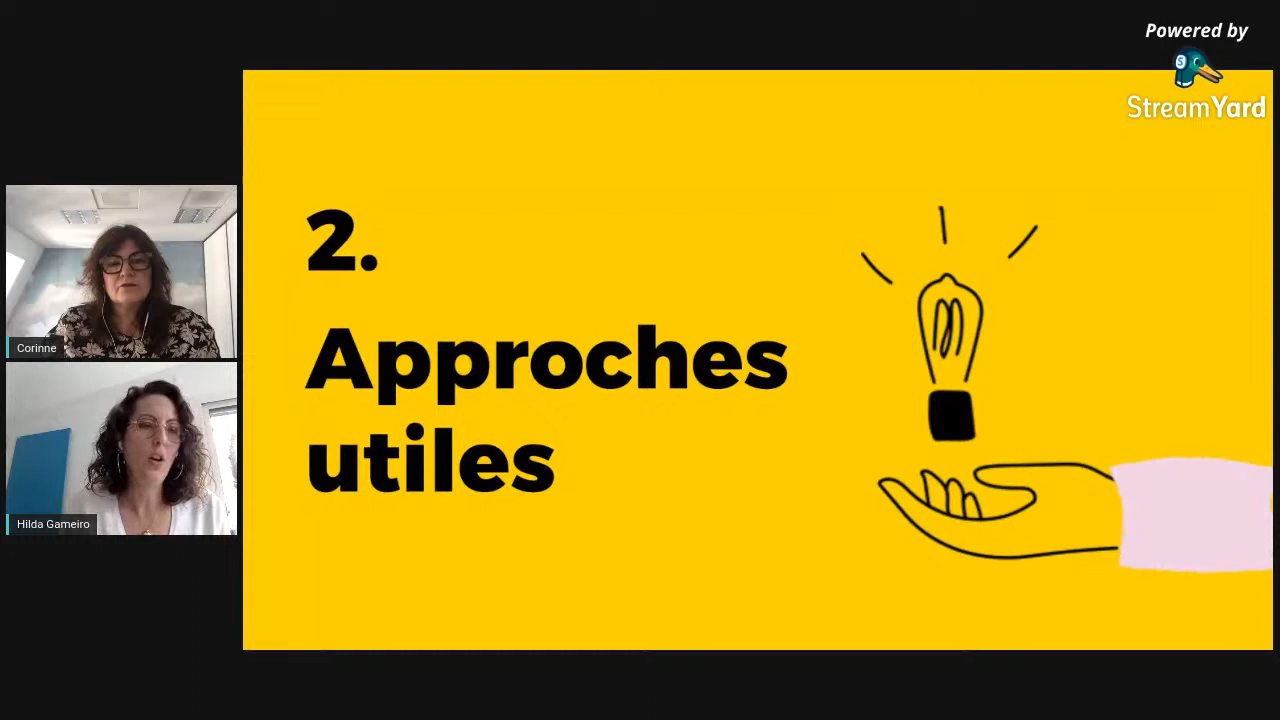 Powered by
StreamYard
2.
Approches
utiles
Corinne
Hilda Gameiro